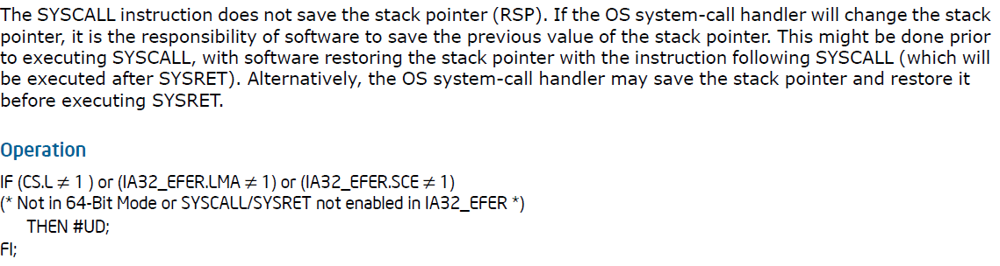 The SYSCALL instruction does not save the stack pointer (RSP). If the OS system-call handler will change the stack
pointer, it is the responsibility of software to save the previous value of the stack pointer. This might be done prior
to executing SYSCALL, with software restoring the stack pointer with the instruction following SYSCALL (which will
be executed after SYSRET). Alternatively, the OS system-call handler may save the stack pointer and restore it
before executing SYSRET.
Operation
IF (CS.L ≠ 1 ) or (IA32_EFER.LMA ≠ 1) or (IA32_EFER.SCE ≠ 1)
(* Not in 64-Bit Mode or SYSCALL/SYSRET not enabled in IA32_EFER *)
THEN #UD;
FI;